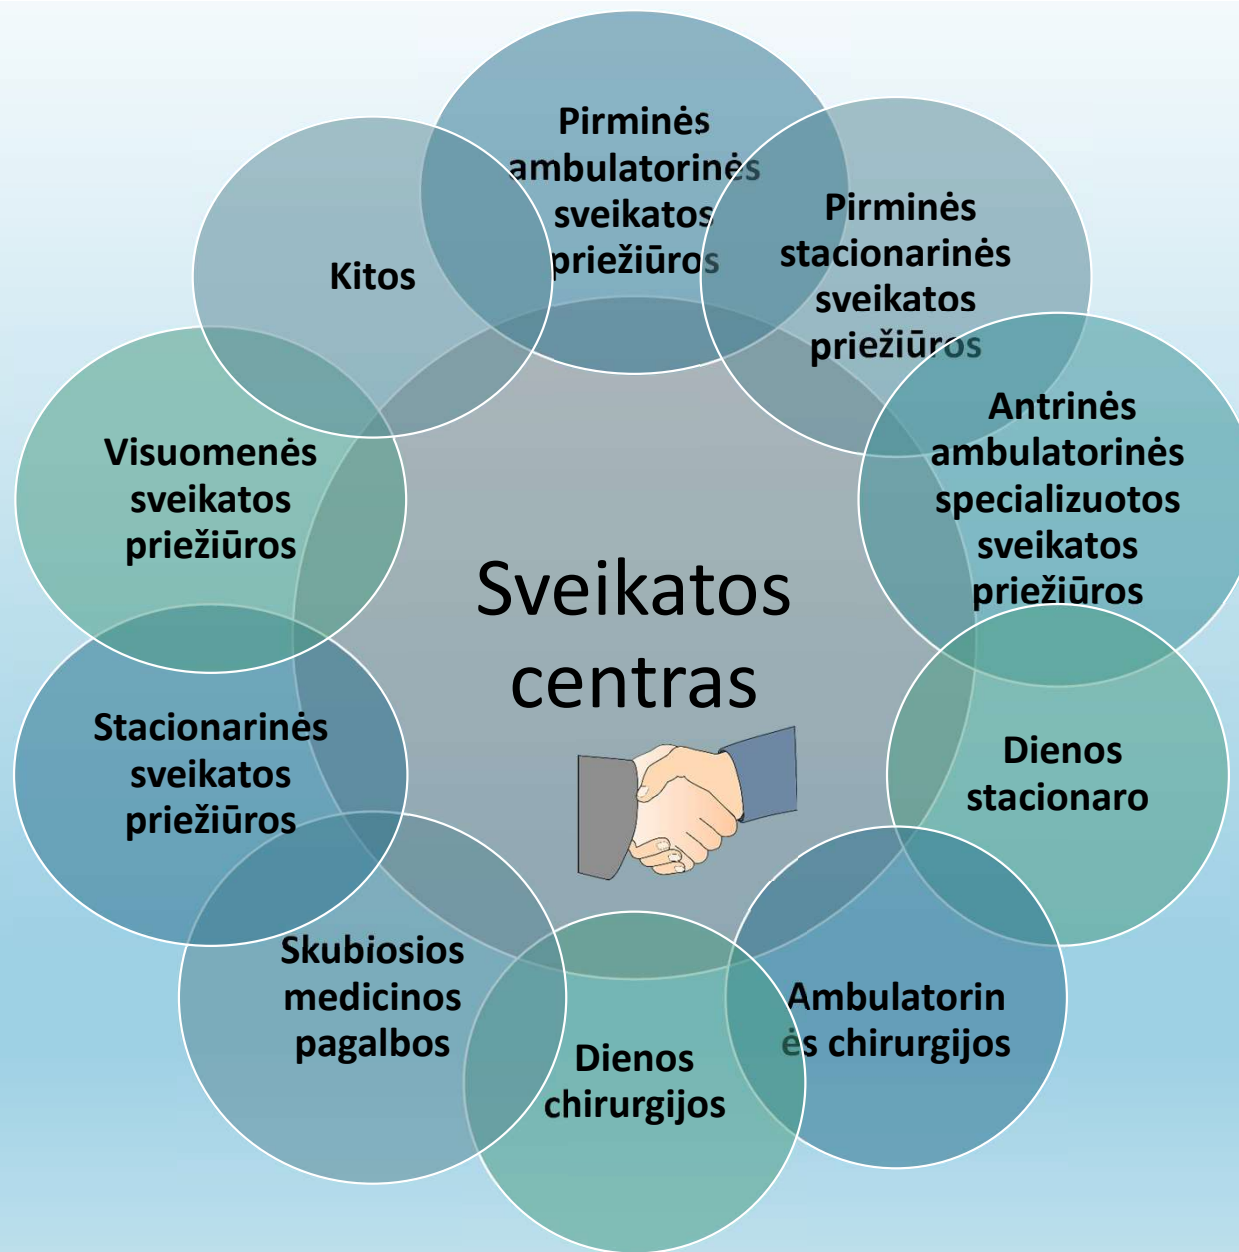 Pirminės
ambulatorinės
sveikatos
priežiūros
Pirminės
stacionarinės
sveikatos
priežiūros
Antrinės
ambulatorinės
specializuotos
sveikatos
priežiūros
Dienos
stacionaro
Ambulatorin
ės chirurgijos
Dienos
chirurgijos
Skubiosios
medicinos
pagalbos
Stacionarinės
sveikatos
priežiūros
Visuomenės
sveikatos
priežiūros
Kitos
Sveikatos
centras